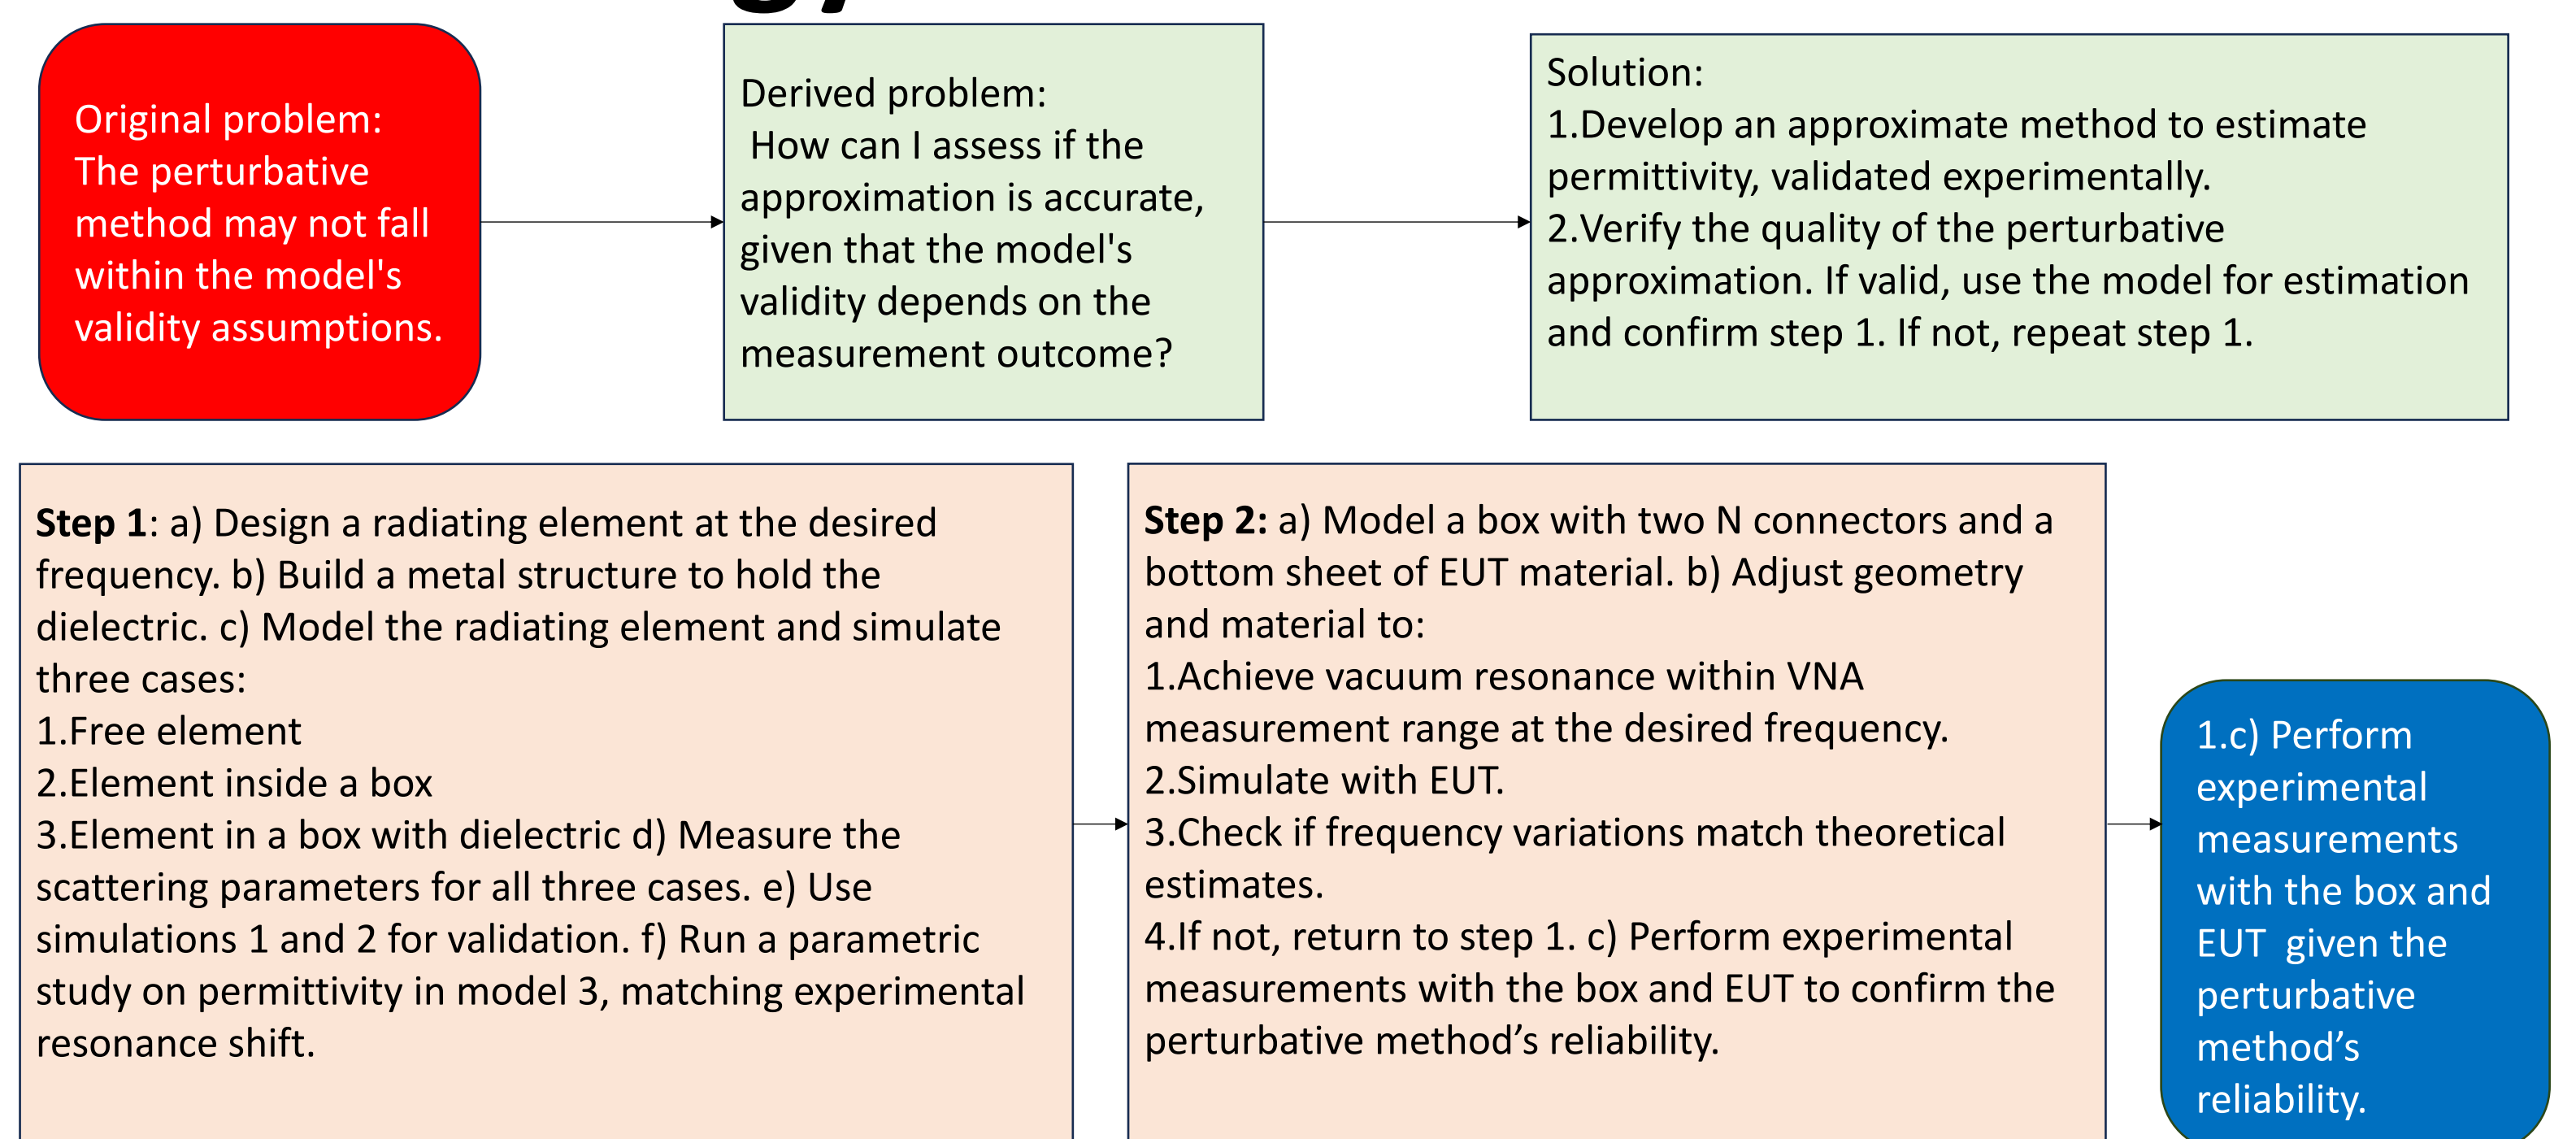 Original problem:
The perturbative
method may not fall
within the model's
validity assumptions.
Derived problem:
How can I assess if the
approximation is accurate,
given that the model's
validity depends on the
measurement outcome?
Solution:
1.Develop an approximate method to estimate
permittivity, validated experimentally.
2.Verify the quality of the perturbative
approximation. If valid, use the model for estimation
and confirm step 1. If not, repeat step 1.
Step 1: a) Design a radiating element at the desired
frequency. b) Build a metal structure to hold the
dielectric. c) Model the radiating element and simulate
three cases:
1.Free element
2.Element inside a box
3.Element in a box with dielectric d) Measure the
scattering parameters for all three cases. e) Use
simulations 1 and 2 for validation. f) Run a parametric
study on permittivity in model 3, matching experimental
resonance shift.
Step 2: a) Model a box with two N connectors and a
bottom sheet of EUT material. b) Adjust geometry
and material to:
1.Achieve vacuum resonance within VNA
measurement range at the desired frequency.
2.Simulate with EUT.
3.Check if frequency variations match theoretical
estimates.
4.If not, return to step 1. c) Perform experimental
measurements with the box and EUT to confirm the
perturbative method’s reliability.
1.c) Perform
experimental
measurements
with the box and
EUT  given the
perturbative
method’s
reliability.